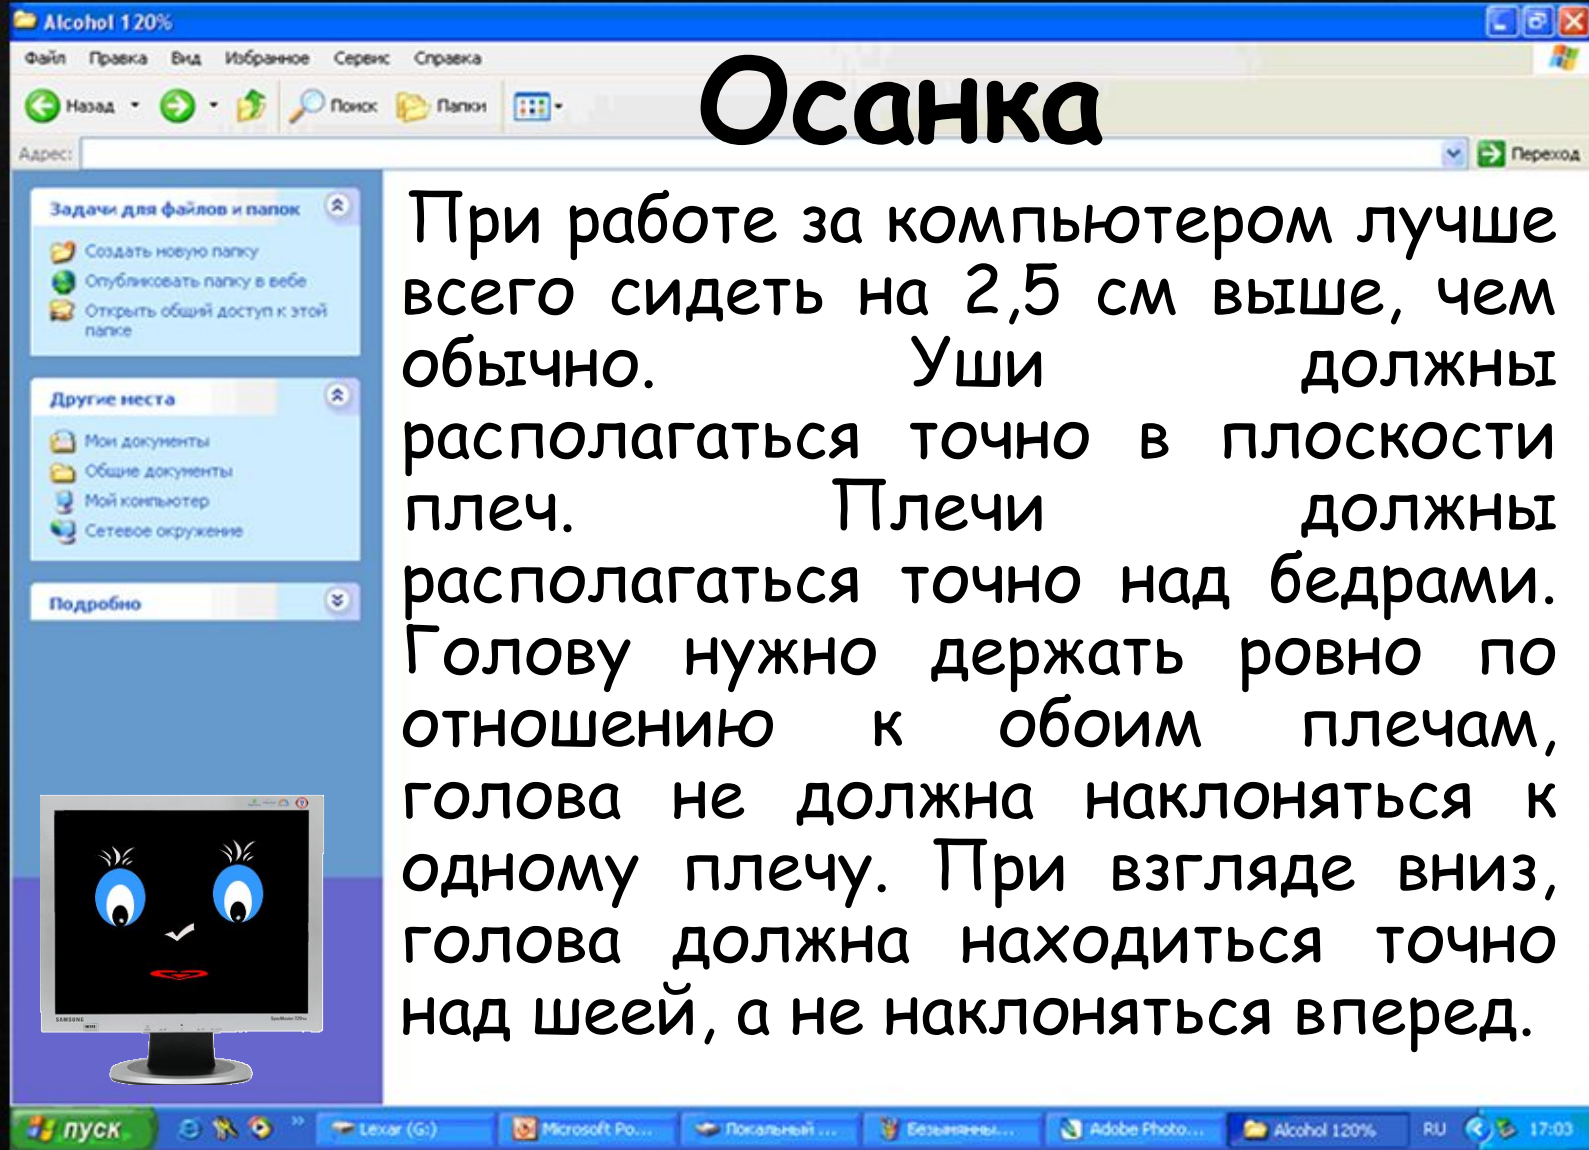 Alcohol 120%
Файл Правка Вид Избранное Сервис Справка
Осанка
Назад Поиск Папки
Адрес: Переход
Задачи для файлов и папок
Создать новую папку
Опубликовать папку в вебе
Открыть общий доступ к этой
папке
Другие места
Мои документы
Общие документы
Мой компьютер
Сетевое окружение
Подробно
При работе за компьютером лучше
всего сидеть на 2,5 см выше, чем
обычно. Уши должны
располагаться точно в плоскости
плеч. Плечи должны
располагаться точно над бедрами.
Голову нужно держать ровно по
отношению к обоим плечам,
голова не должна наклоняться к
одному плечу. При взгляде вниз,
голова должна находиться точно
над шеей, а не наклоняться вперед.
SAMSUNG
пуск Lexar (G:) Microsoft Po... Локальный ... Безымянны... Adobe Photo... Alcohol 120% RU 17:03